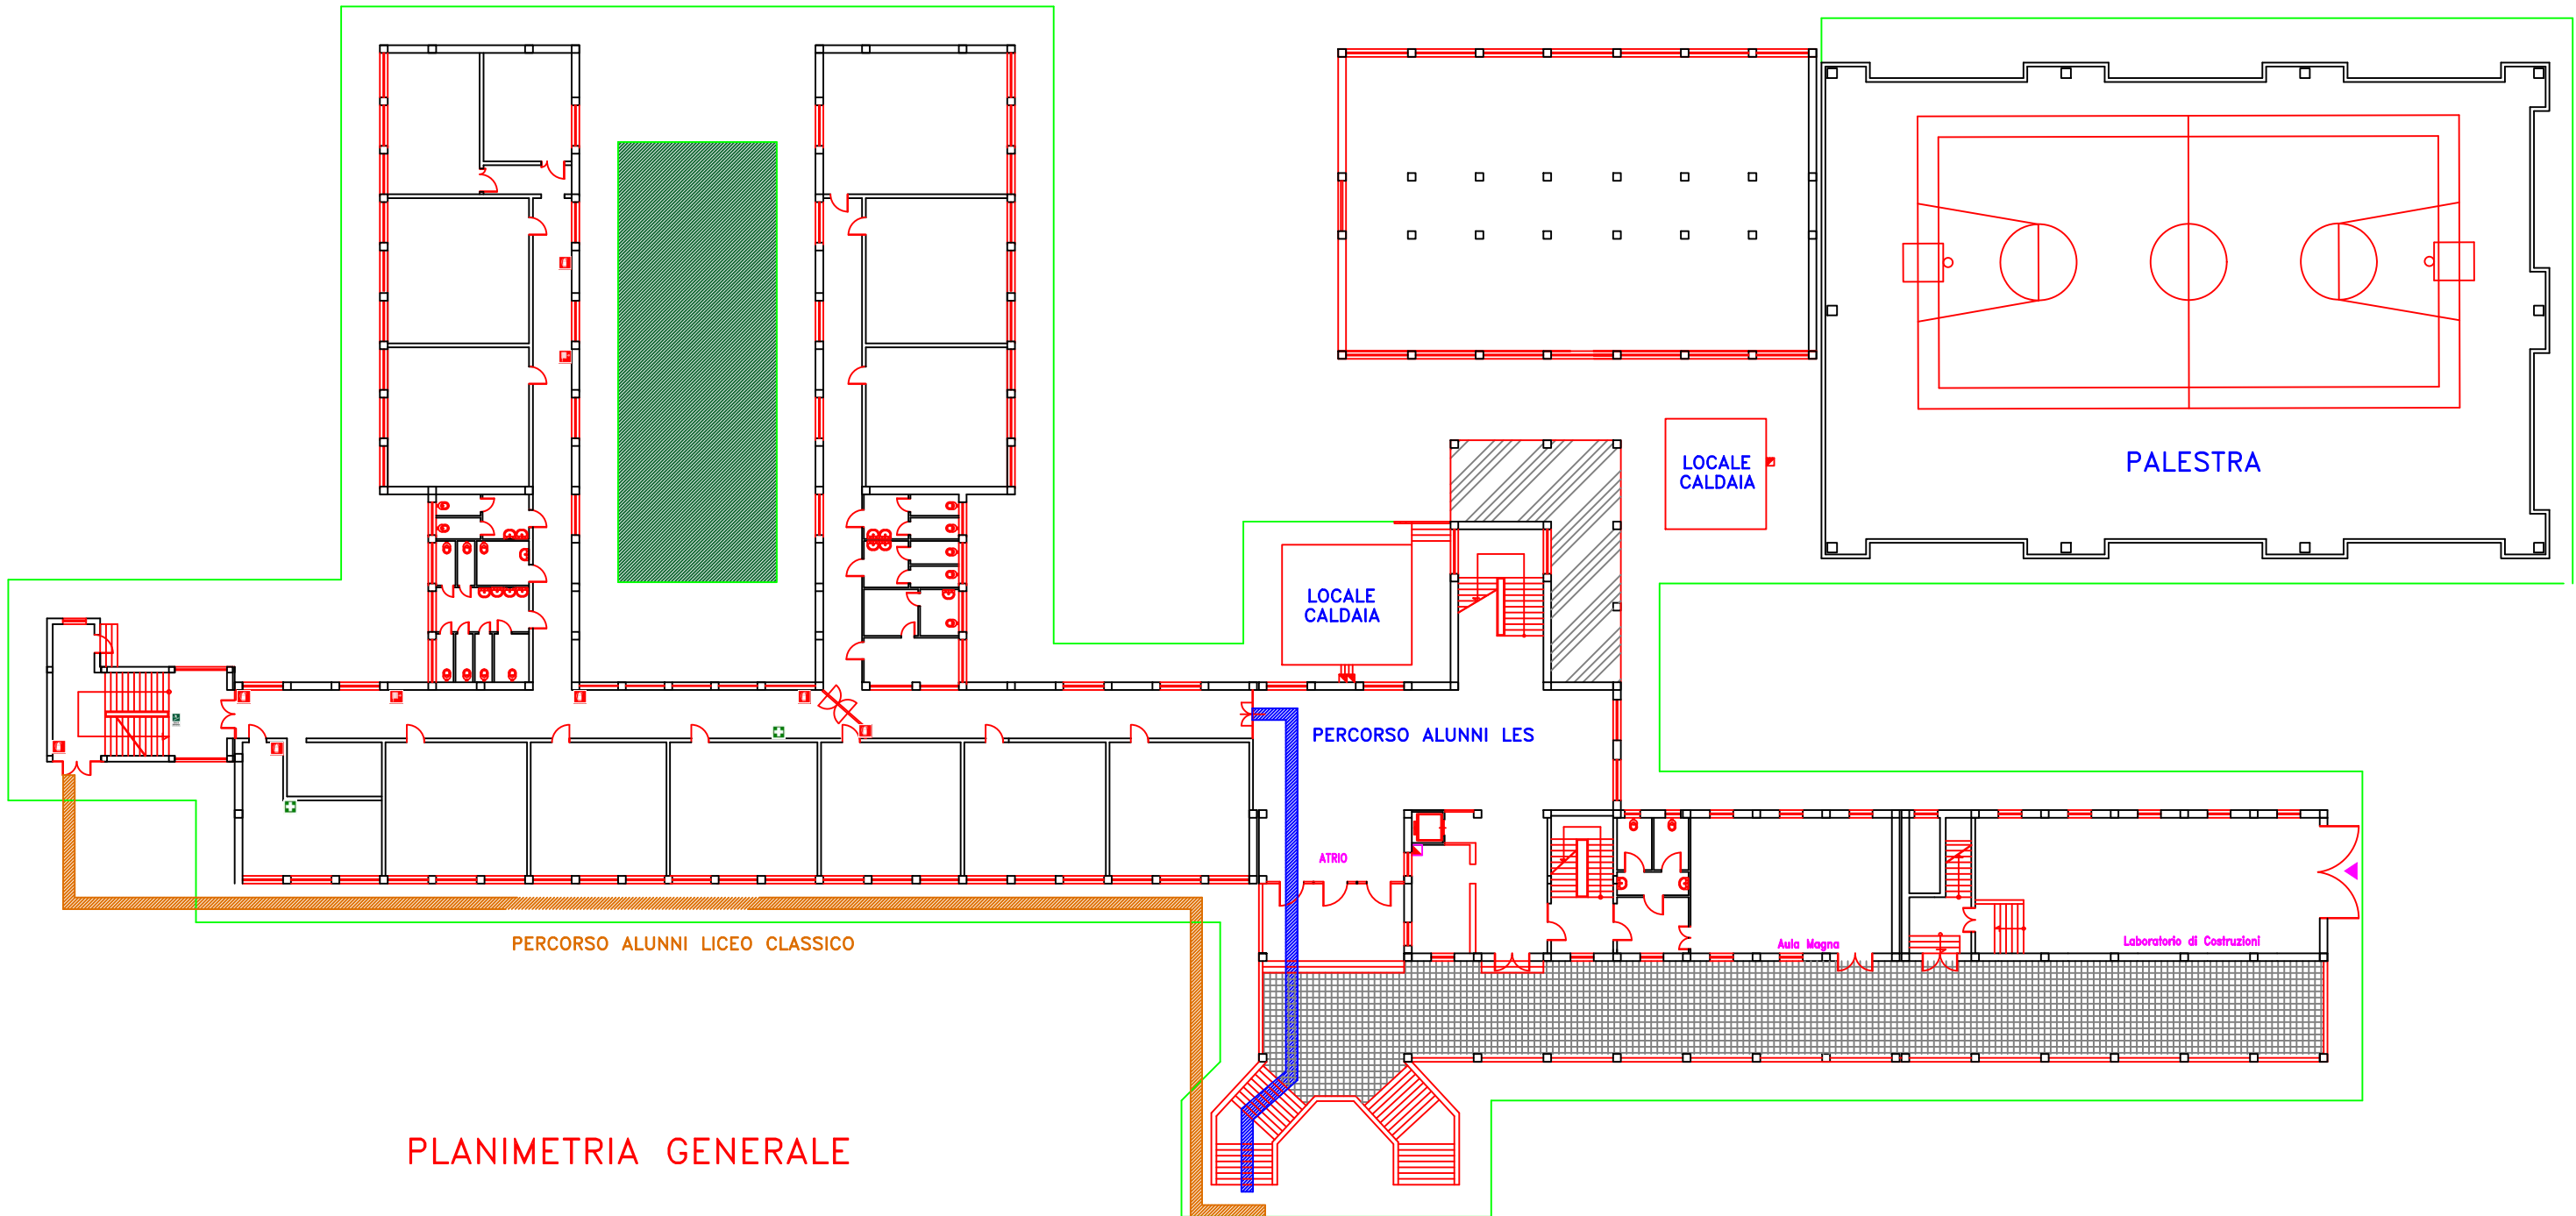 LOCALE
CALDAIA
PALESTRA
LOCALE
CALDAIA
PERCORSO ALUNNI LES
ATRIO
PERCORSO ALUNNI LICEO CLASSICO
Aula Magna
Laboratorio di Costruzioni
PLANIMETRIA GENERALE